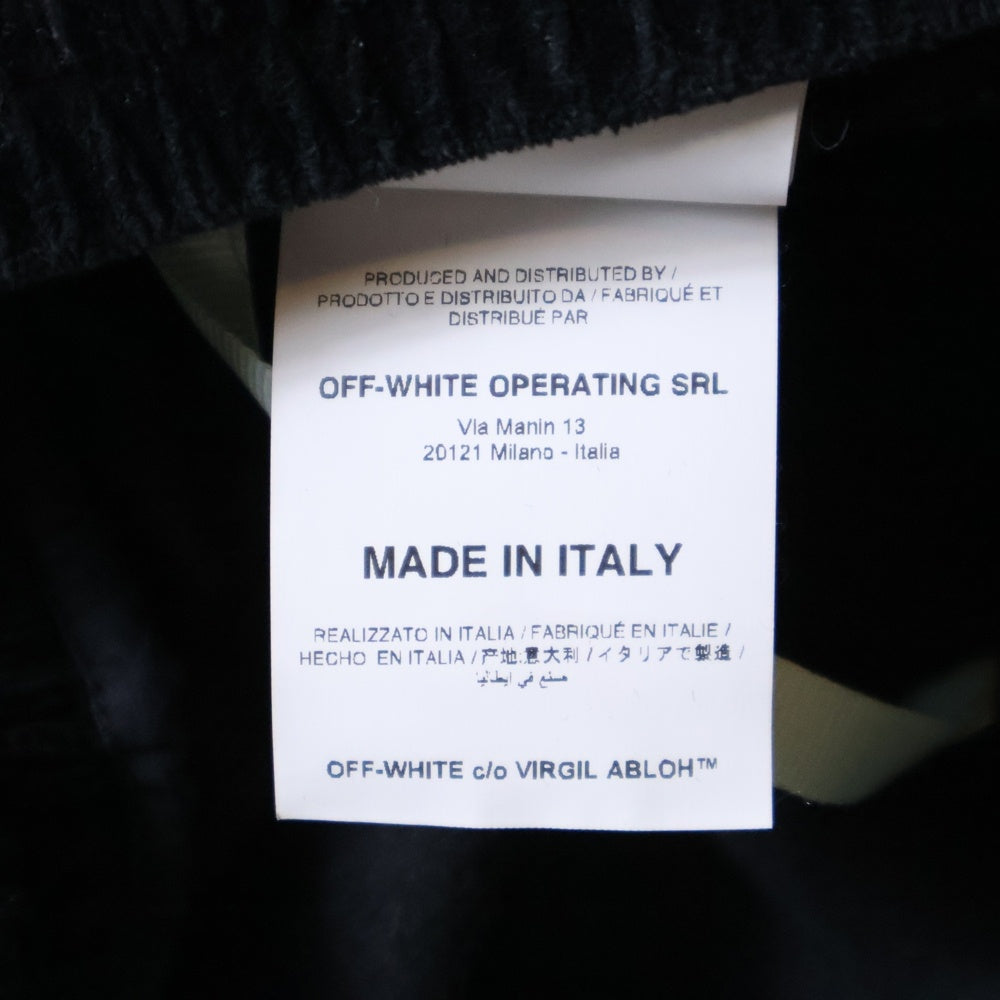 PRODUCED AND DISTRIBUTED BY /
PRODOTTO E DISTRIBUITO DA / FABRIQUÉ ET
DISTRIBUÉ PAR
OFF-WHITE OPERATING SRL
Via Manin 13
20121 Milano - Italia
MADE IN ITALY
REALIZZATO IN ITALIA / FABRIQUÉ EN ITALIE /
HECHO EN ITALIA / 产地:意大利 / イタリアで製造 /
صنع في ايطاليا
OFF-WHITE c/o VIRGIL ABLOH™